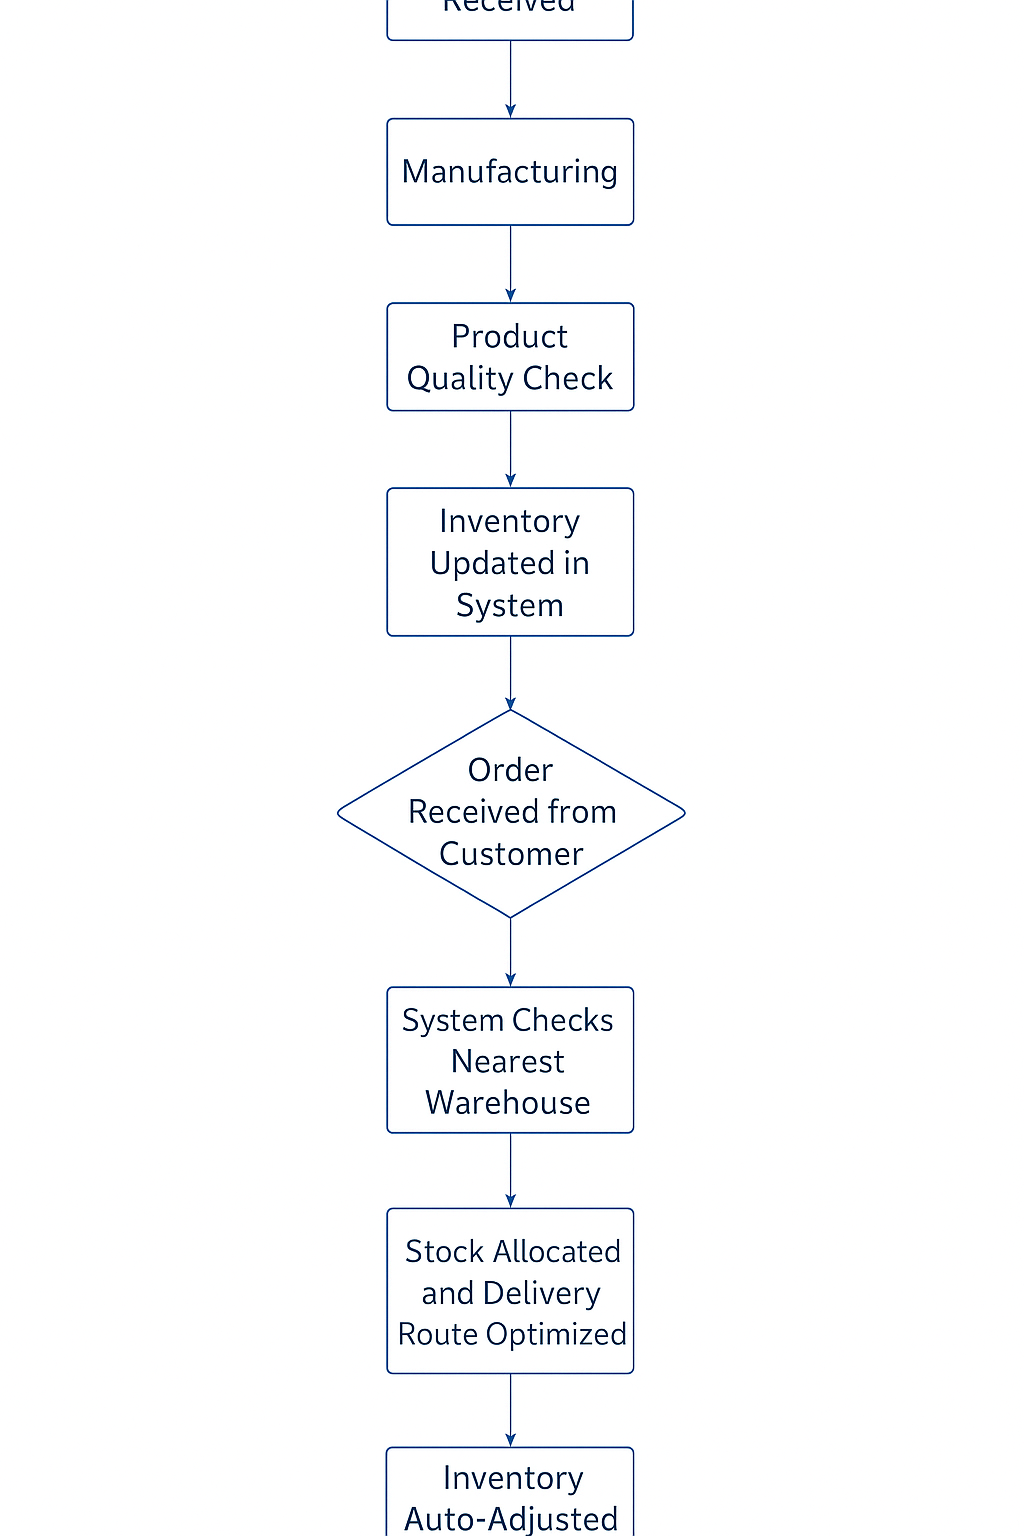 Received
Manufacturing
Product
Quality Check
Inventory
Updated in
System
Order
Received from
Customer
System Checks
Nearest
Warehouse
Stock Allocated
and Delivery
Route Optimized
Inventory
Auto-Adjusted